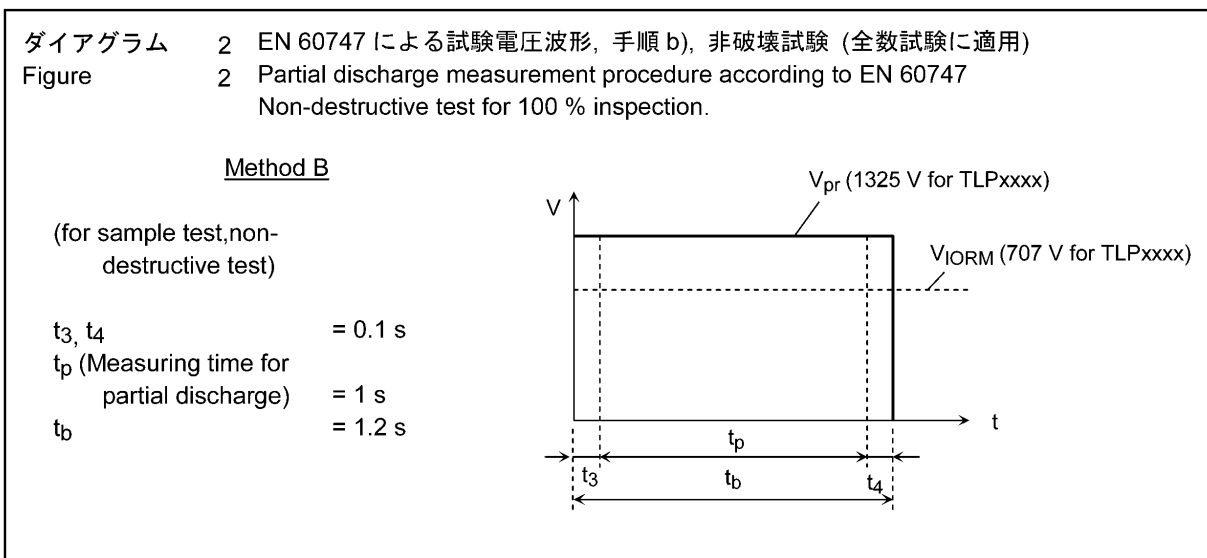 ダイアグラム 2 EN 60747 による試験電圧波形, 手順 b), 非破壊試験 (全数試験に適用)
Figure 2 Partial discharge measurement procedure according to EN 60747
Non-destructive test for 100 % inspection.
Method B
(for sample test,non-
destructive test)
t3, t4 = 0.1 s
tp (Measuring time for
partial discharge) = 1 s
tb = 1.2 s
Vpr (1325 V for TLPxxxx)
V
VIORM (707 V for TLPxxxx)
t
tp
t3 tb t4